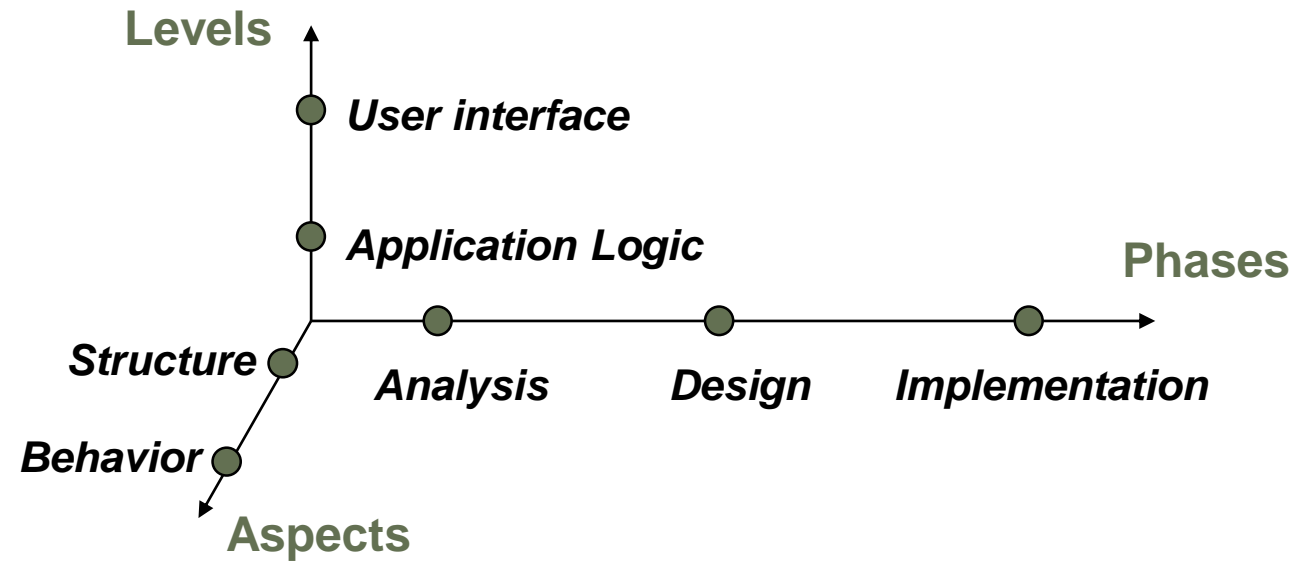 Levels
User interface
Application Logic
Phases
Structure
Analysis
Design
Implementation
Behavior
Aspects